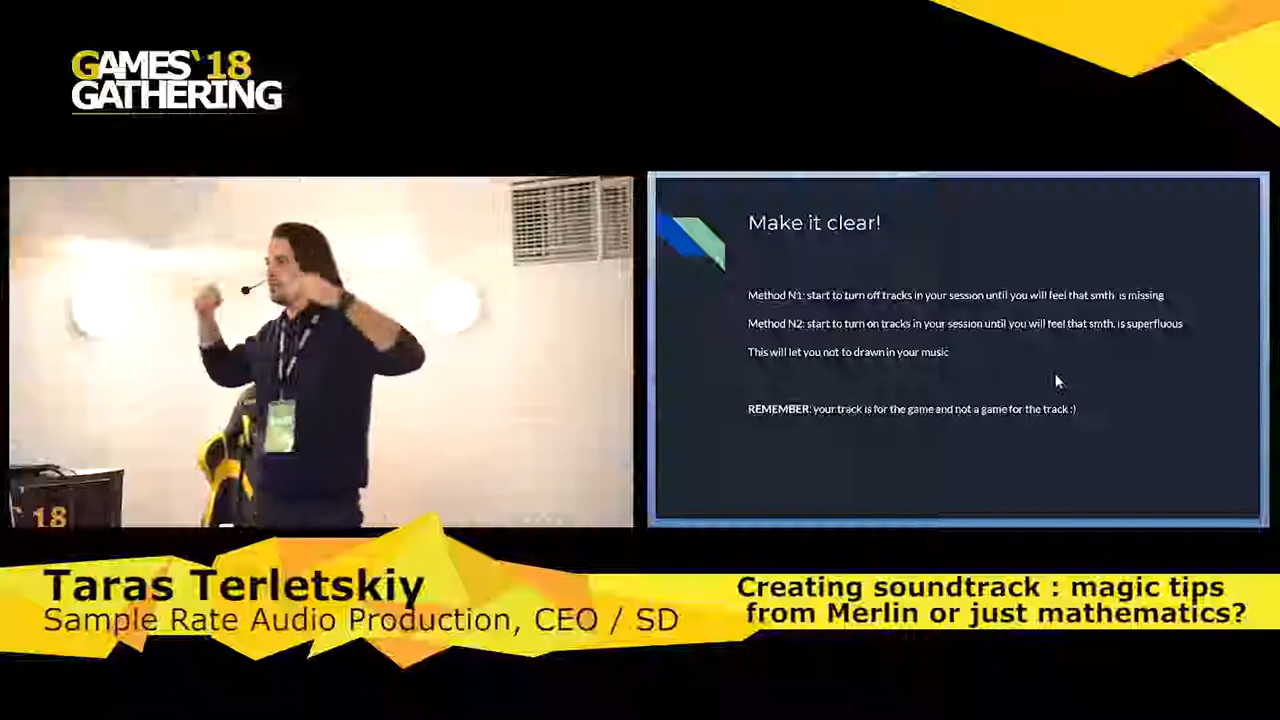 GAMES'18
GATHERING
Make it clear!
Method N1: start to turn off tracks in your session until you will feel that smth. is missing
Method N2: start to turn on tracks in your session until you will feel that smth. is superfluous
This will let you not to drawn in your music
REMEMBER: your track is for the game and not a game for the track :)
' 18
Taras Terletskiy
Sample Rate Audio Production, CEO / SD
Creating soundtrack : magic tips
from Merlin or just mathematics?